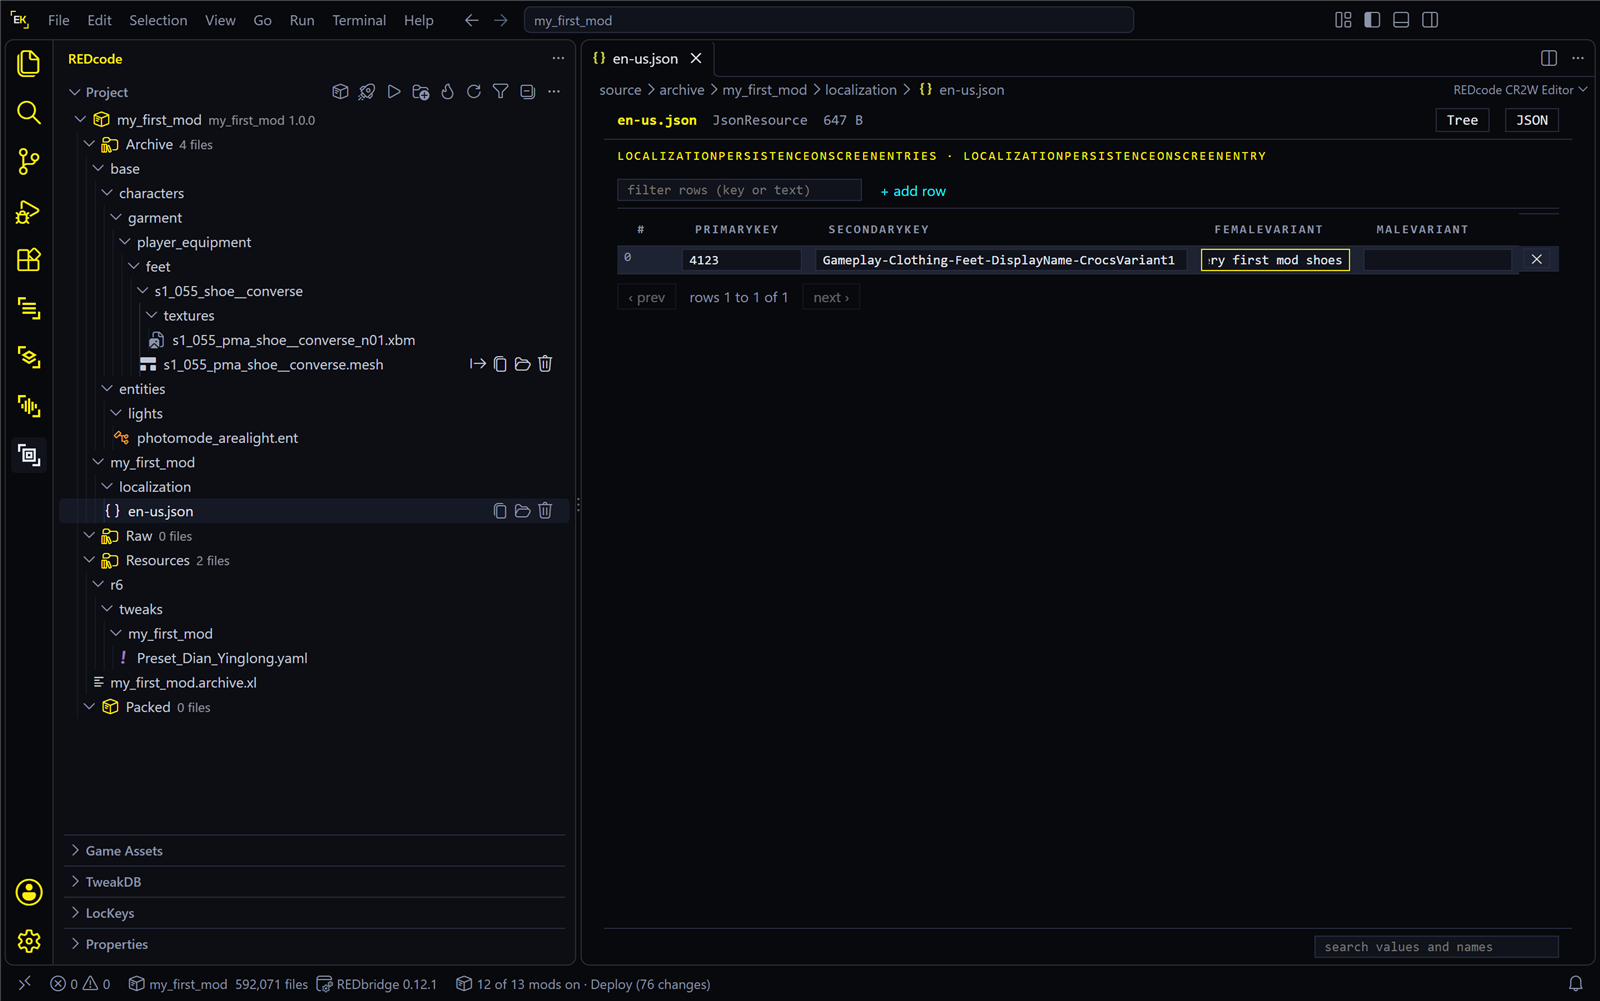 EK File Edit Selection View Go Run Terminal Help my_first_mod
REDcode
Project
my_first_mod my_first_mod 1.0.0
Archive 4 files
base
characters
garment
player_equipment
feet
s1_055_shoe__converse
textures
s1_055_pma_shoe__converse_n01.xbm
s1_055_pma_shoe__converse.mesh
entities
lights
photomode_arealight.ent
my_first_mod
localization
{ } en-us.json
Raw 0 files
Resources 2 files
r6
tweaks
my_first_mod
! Preset_Dian_Yinglong.yaml
my_first_mod.archive.xl
Packed 0 files
Game Assets
TweakDB
LocKeys
Properties
{} en-us.json
source > archive > my_first_mod > localization > {} en-us.json REDcode CR2W Editor
en-us.json JsonResource 647 B Tree JSON
LOCALIZATIONPERSISTENCEONSCREENENTRIES · LOCALIZATIONPERSISTENCEONSCREENENTRY
filter rows (key or text) + add row
# PRIMARYKEY SECONDARYKEY FEMALEVARIANT MALEVARIANT
0 4123 Gameplay-Clothing-Feet-DisplayName-CrocsVariant1 ry first mod shoes
‹ prev rows 1 to 1 of 1 next ›
search values and names
0 0 my_first_mod 592,071 files REDbridge 0.12.1 12 of 13 mods on · Deploy (76 changes)